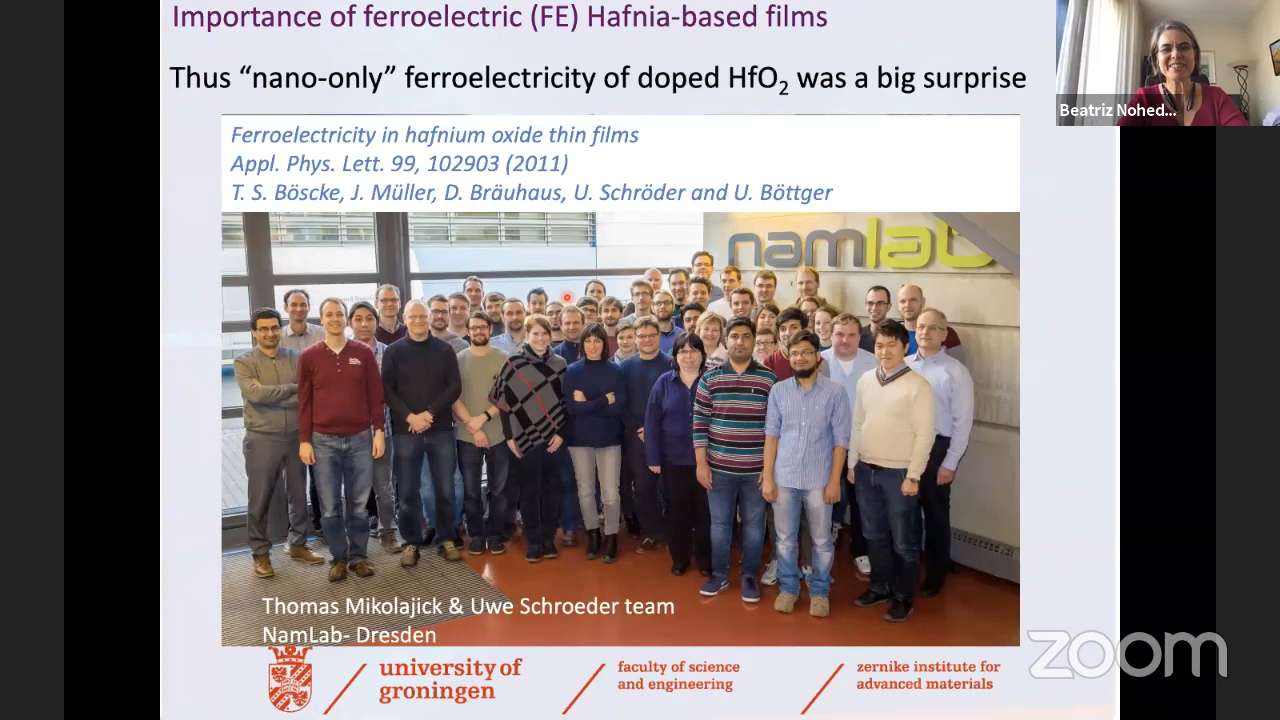 Importance of ferroelectric (FE) Hafnia-based films
Thus “nano-only” ferroelectricity of doped HfO2 was a big surprise
Beatriz Nohed...
Ferroelectricity in hafnium oxide thin films
Appl. Phys. Lett. 99, 102903 (2011)
T. S. Böscke, J. Müller, D. Bräuhaus, U. Schröder and U. Böttger
namlab
Thomas Mikolajick & Uwe Schroeder team
NamLab- Dresden
university of
groningen
faculty of science
and engineering
zernike institute for
advanced materials
zoom